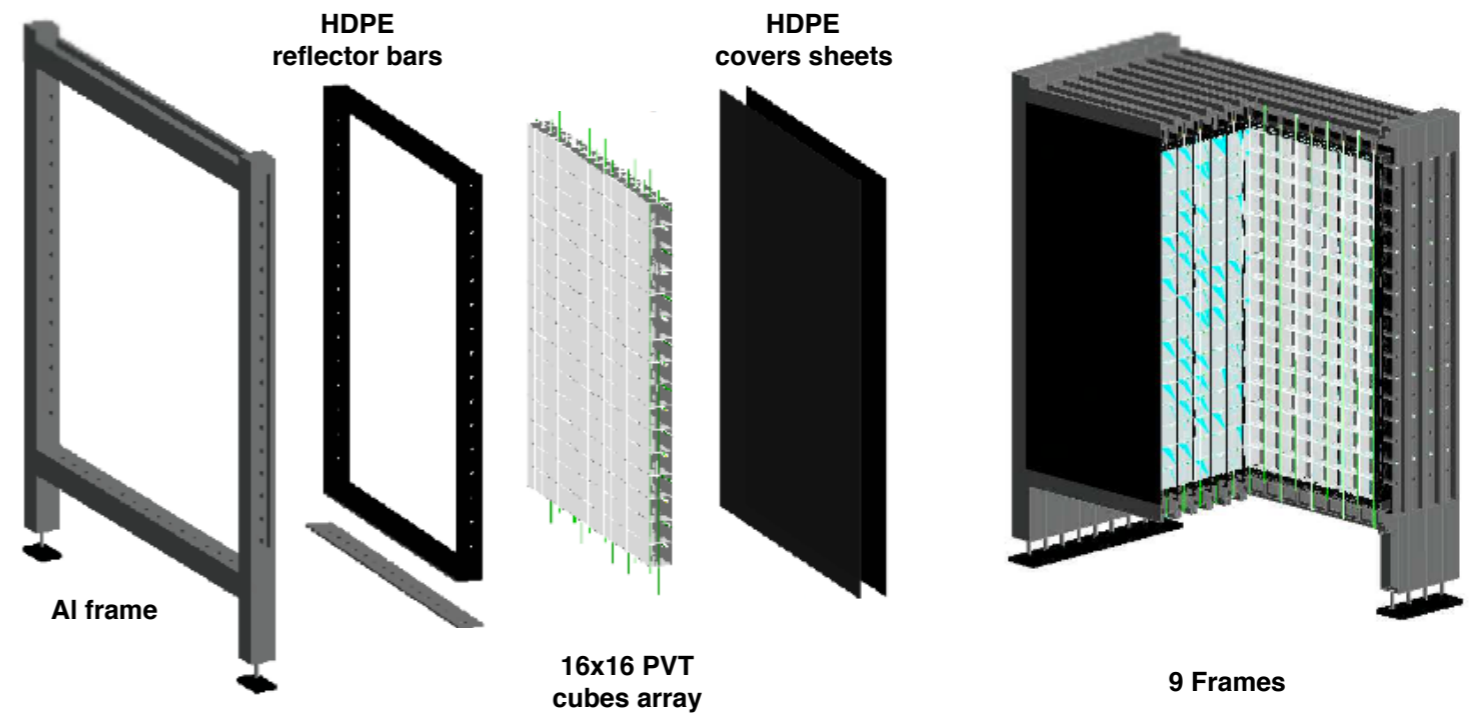 HDPE
reflector bars
HDPE
covers sheets
Al frame
16x16 PVT
cubes array
9 Frames